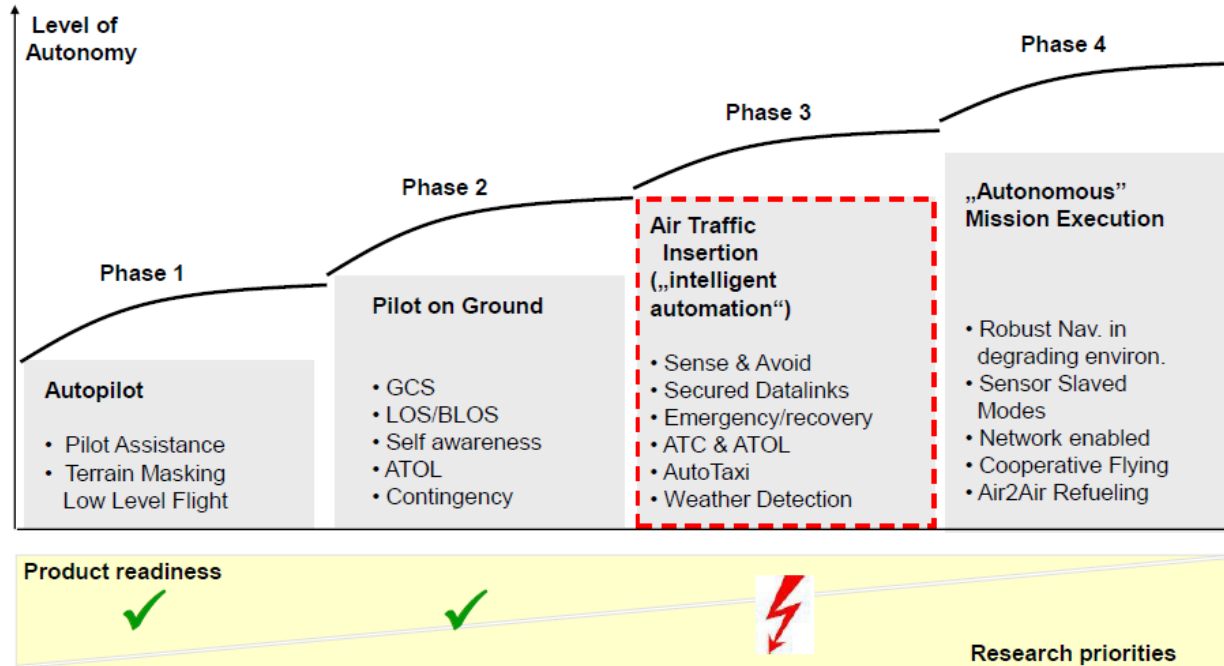 Level of
Autonomy
Phase 1
Phase 2
Phase 3
Phase 4
Autopilot
• Pilot Assistance
• Terrain Masking
Low Level Flight
Pilot on Ground
• GCS
• LOS/BLOS
• Self awareness
• ATOL
• Contingency
Air Traffic
Insertion
(„intelligent
automation“)
• Sense & Avoid
• Secured Datalinks
• Emergency/recovery
• ATC & ATOL
• AutoTaxi
• Weather Detection
„Autonomous”
Mission Execution
• Robust Nav. in
degrading environ.
• Sensor Slaved
Modes
• Network enabled
• Cooperative Flying
• Air2Air Refueling
Product readiness
Research priorities